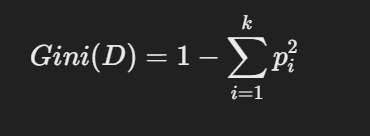 Gini(D) = 1 − ∑_{i=1}^{k} p_i^2